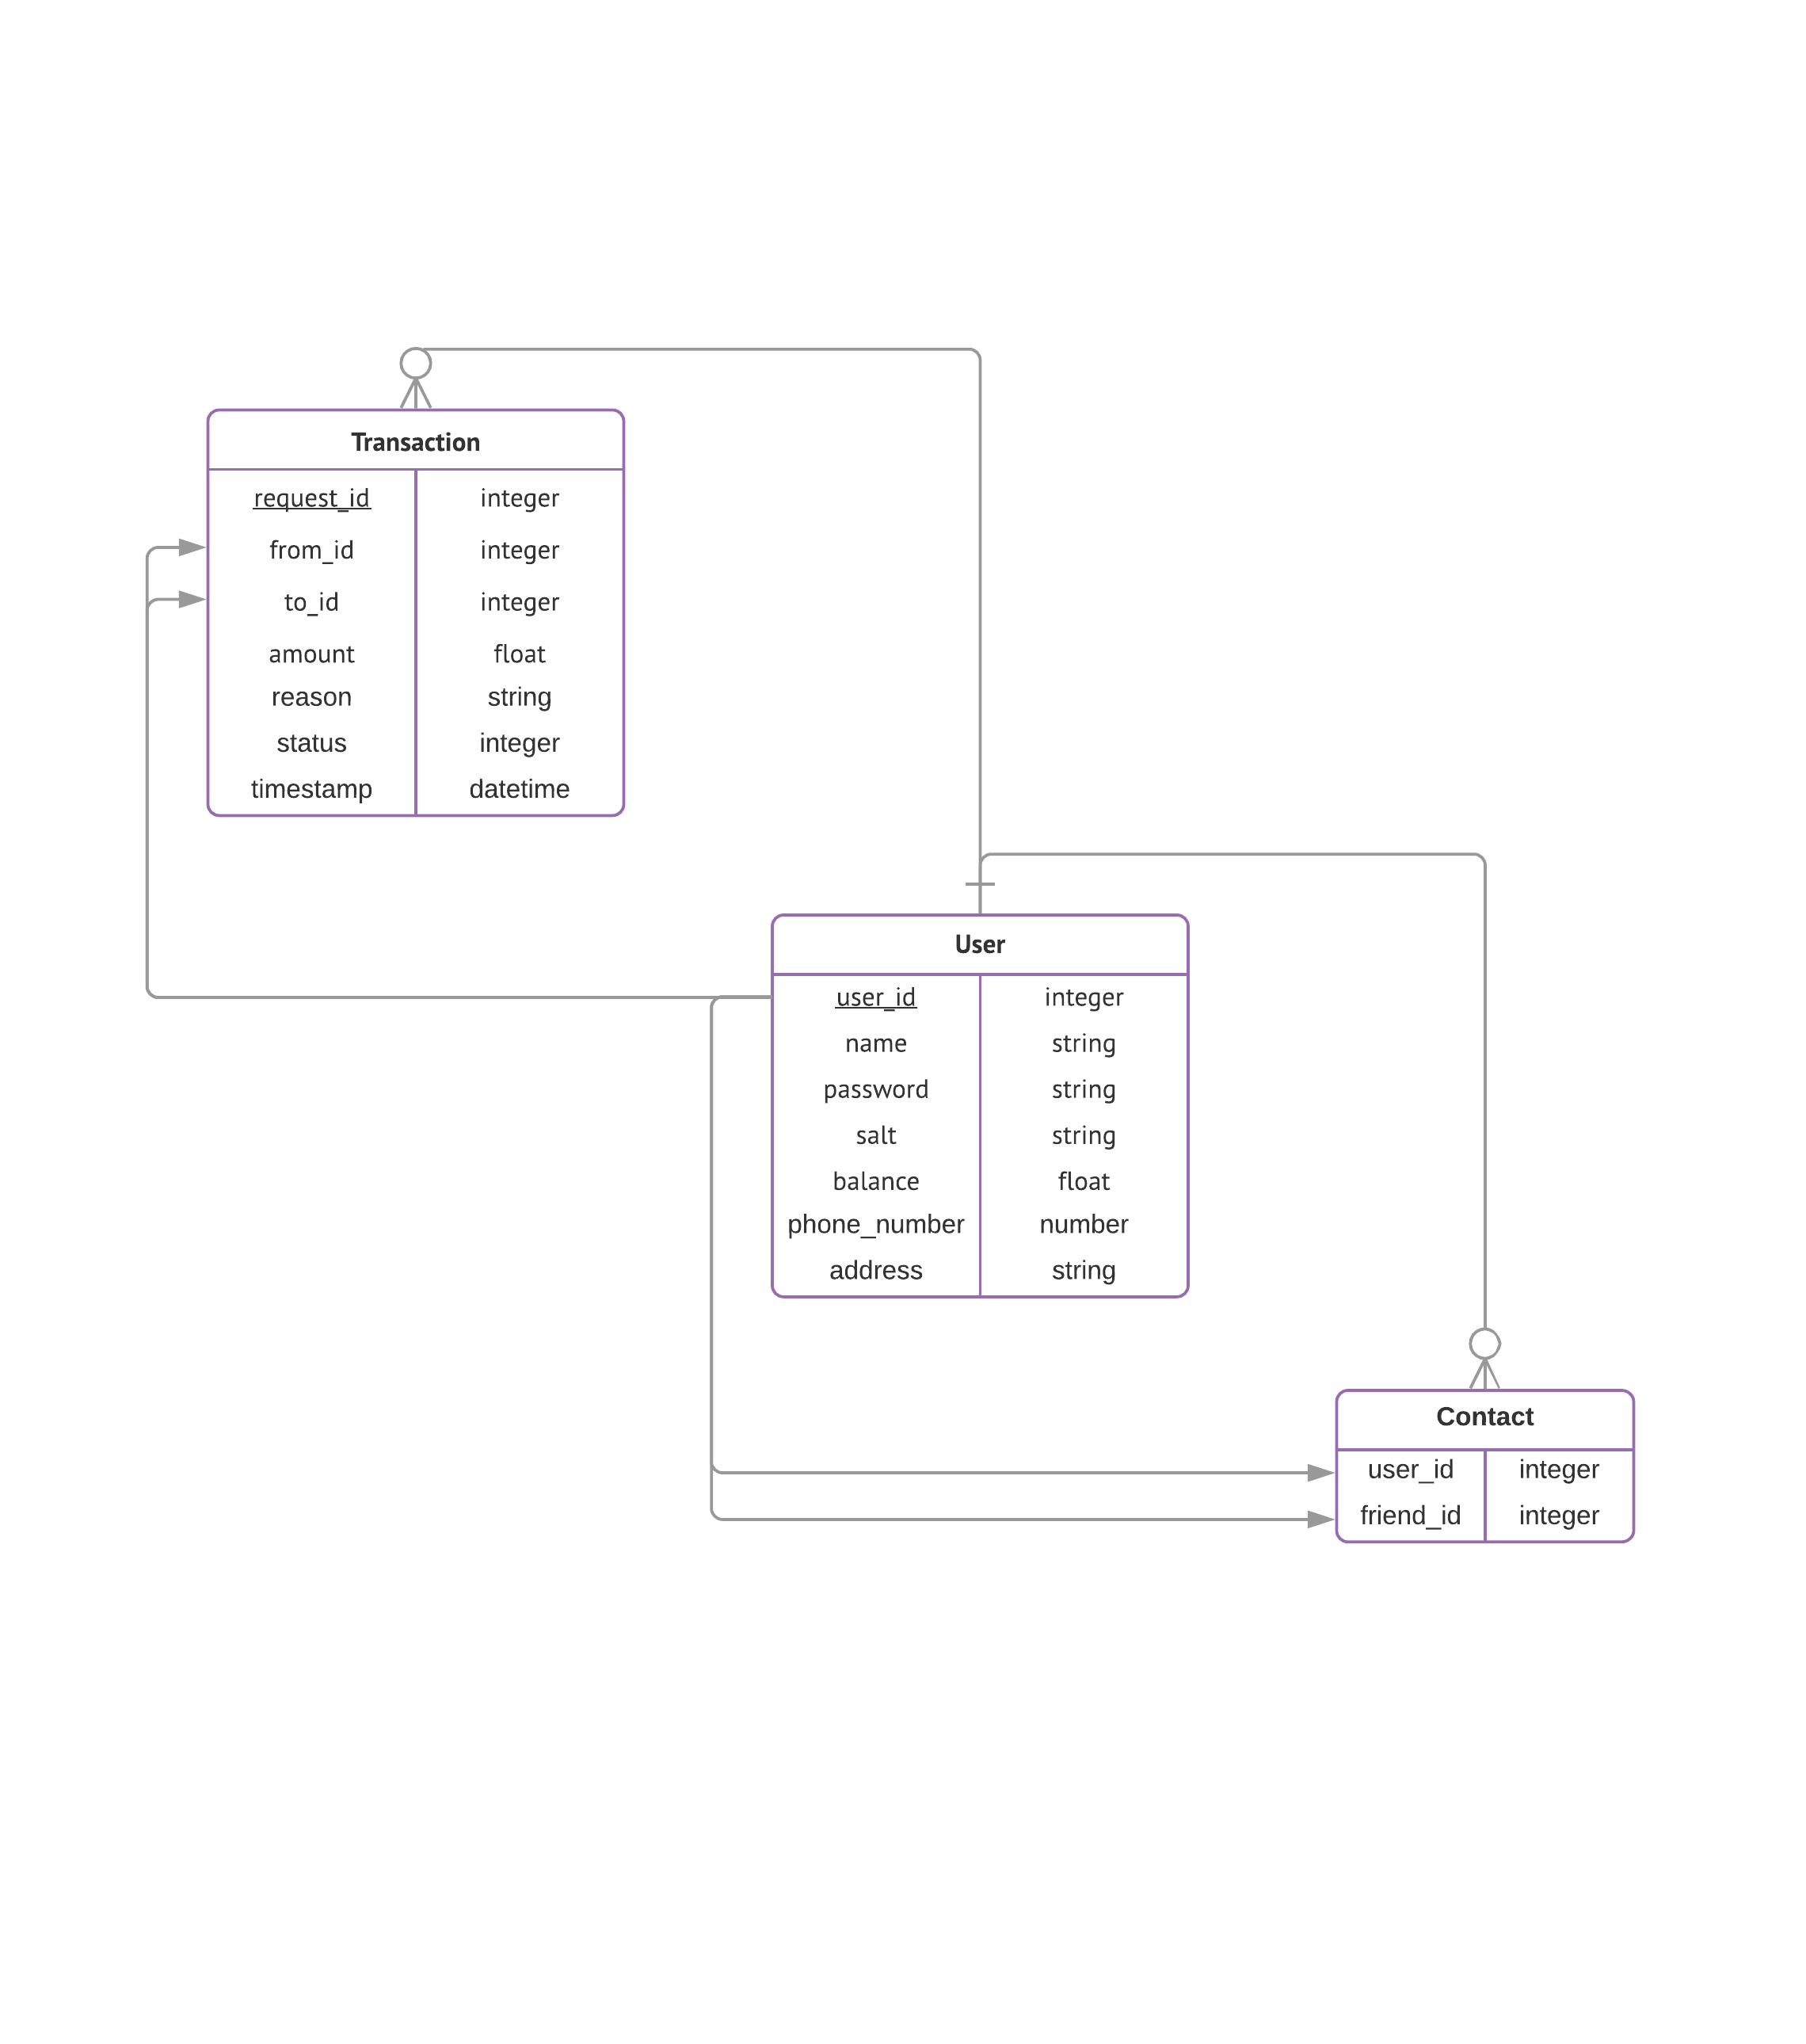 Transaction
request_id integer
from_id integer
to_id integer
amount float
reason string
status integer
timestamp datetime
User
user_id integer
name string
password string
salt string
balance float
phone_number number
address string
Contact
user_id integer
friend_id integer